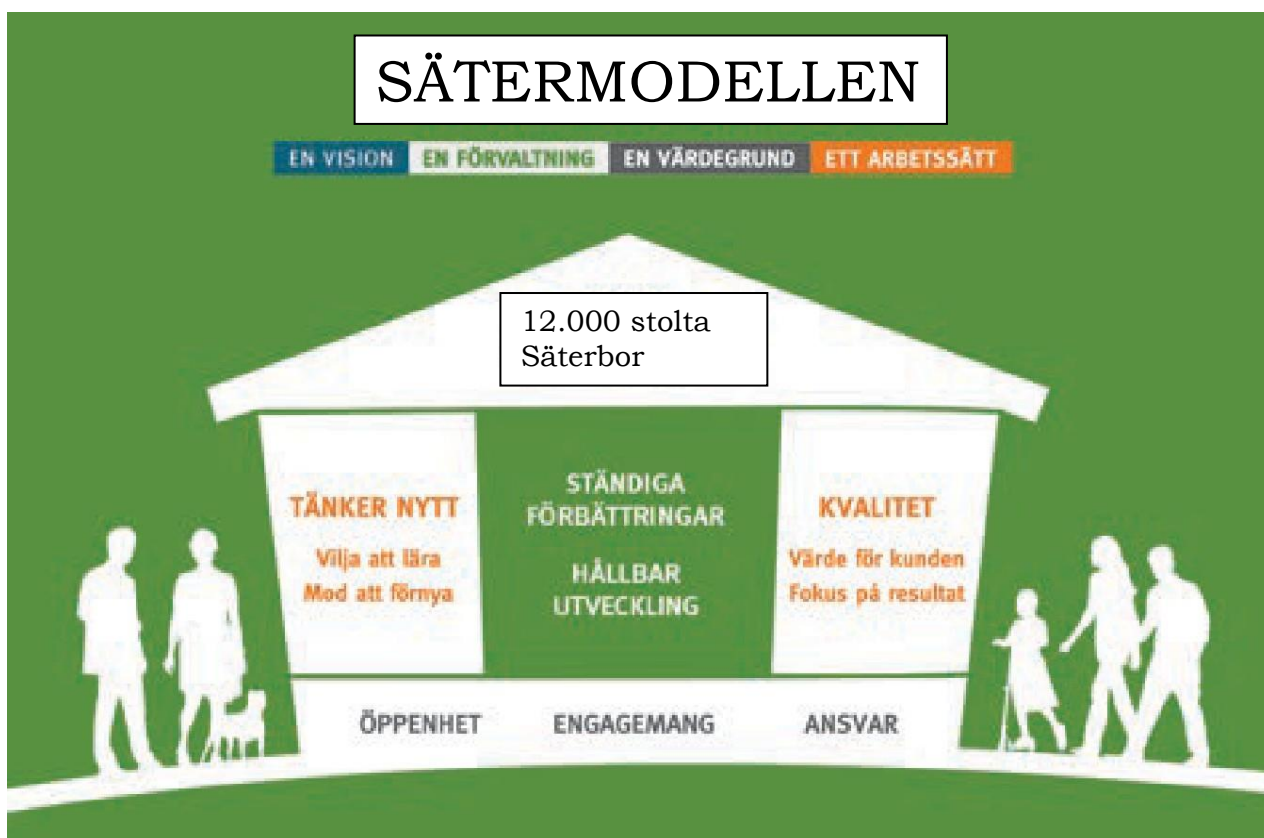 SÄTERMODELLEN
EN VISION EN FÖRVALTNING EN VÄRDEGRUND ETT ARBETSSÄTT
12.000 stolta
Säterbor
TÄNKER NYTT
Vilja att lära
Mod att förnya
STÄNDIGA
FÖRBÄTTRINGAR
HÅLLBAR
UTVECKLING
KVALITET
Värde för kunden
Fokus på resultat
ÖPPENHET ENGAGEMANG ANSVAR